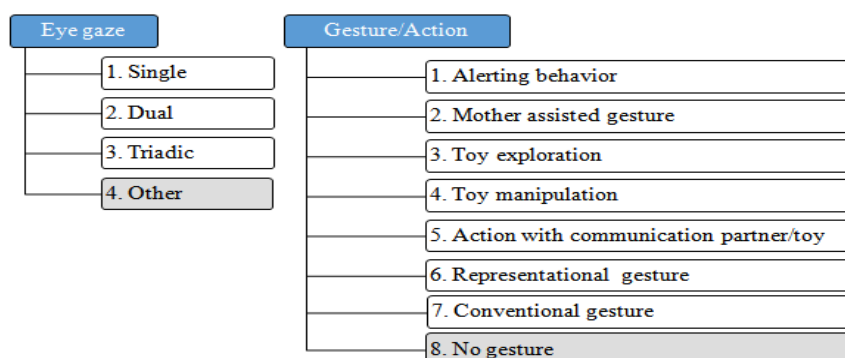 Eye gaze
1. Single
2. Dual
3. Triadic
4. Other
Gesture/Action
1. Alerting behavior
2. Mother assisted gesture
3. Toy exploration
4. Toy manipulation
5. Action with communication partner/toy
6. Representational gesture
7. Conventional gesture
8. No gesture